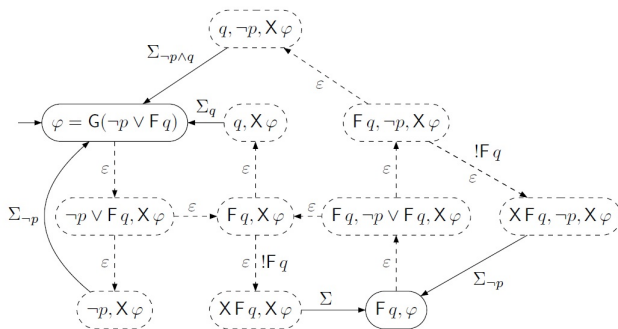 q, ¬p, X φ
Σ¬p∧q
ε
φ = G(¬p ∨ F q)
Σq
q, X φ
F q, ¬p, X φ
!F q
ε
ε
ε
ε
Σ¬p
¬p ∨ F q, X φ
ε
F q, X φ
ε
F q, ¬p ∨ F q, X φ
X F q, ¬p, X φ
ε
ε
!F q
ε
Σ¬p
¬p, X φ
X F q, X φ
Σ
F q, φ